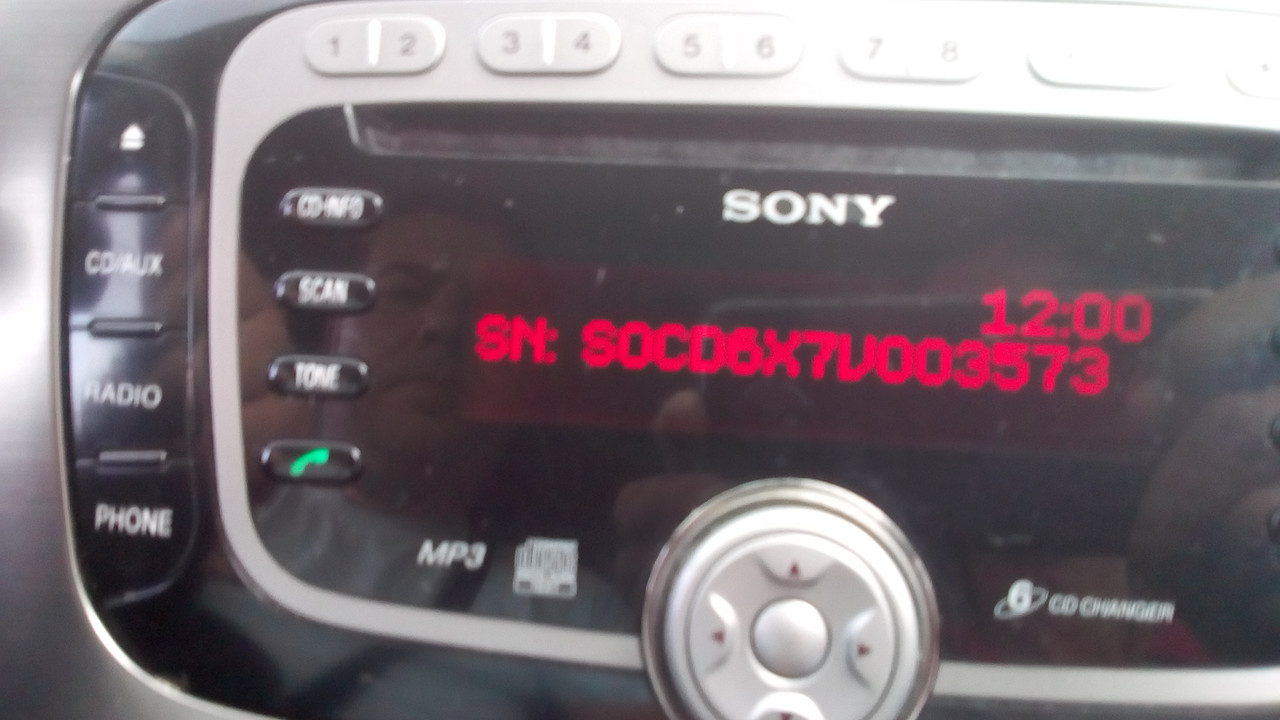 1 2 3 4 5 6 7 8
SONY
CD-INFO
CD/AUX
SCAN
12:00
SN: SOCD6X7V003573
TONE
RADIO
PHONE
MP3
6 CD CHANGER